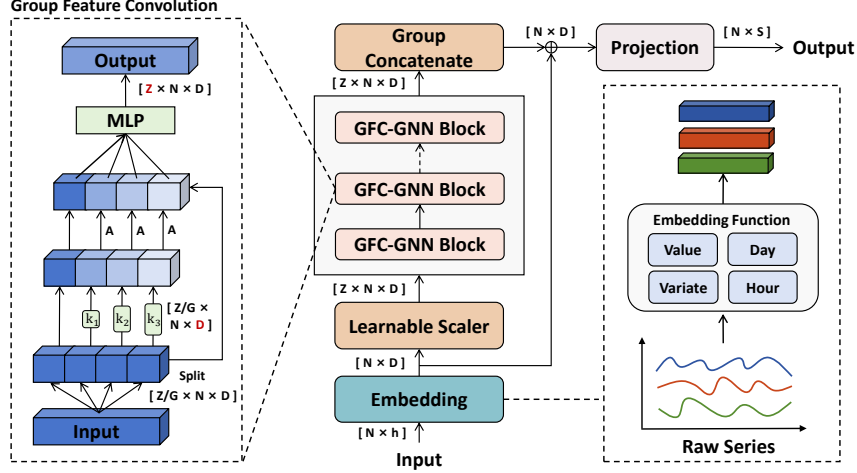 Group Feature Convolution
Output
[ Z × N × D ]
MLP
A
A
A
k₁
k₂
k₃
[ Z/G ×
N × D ]
Split
[ Z/G × N × D ]
Input
Group
Concatenate
[ N × D ]
Projection
[ N × S ]
Output
[ Z × N × D ]
GFC-GNN Block
GFC-GNN Block
GFC-GNN Block
[ Z × N × D ]
Learnable Scaler
[ N × D ]
Embedding
[ N × h ]
Input
Embedding Function
Value
Day
Variate
Hour
Raw Series